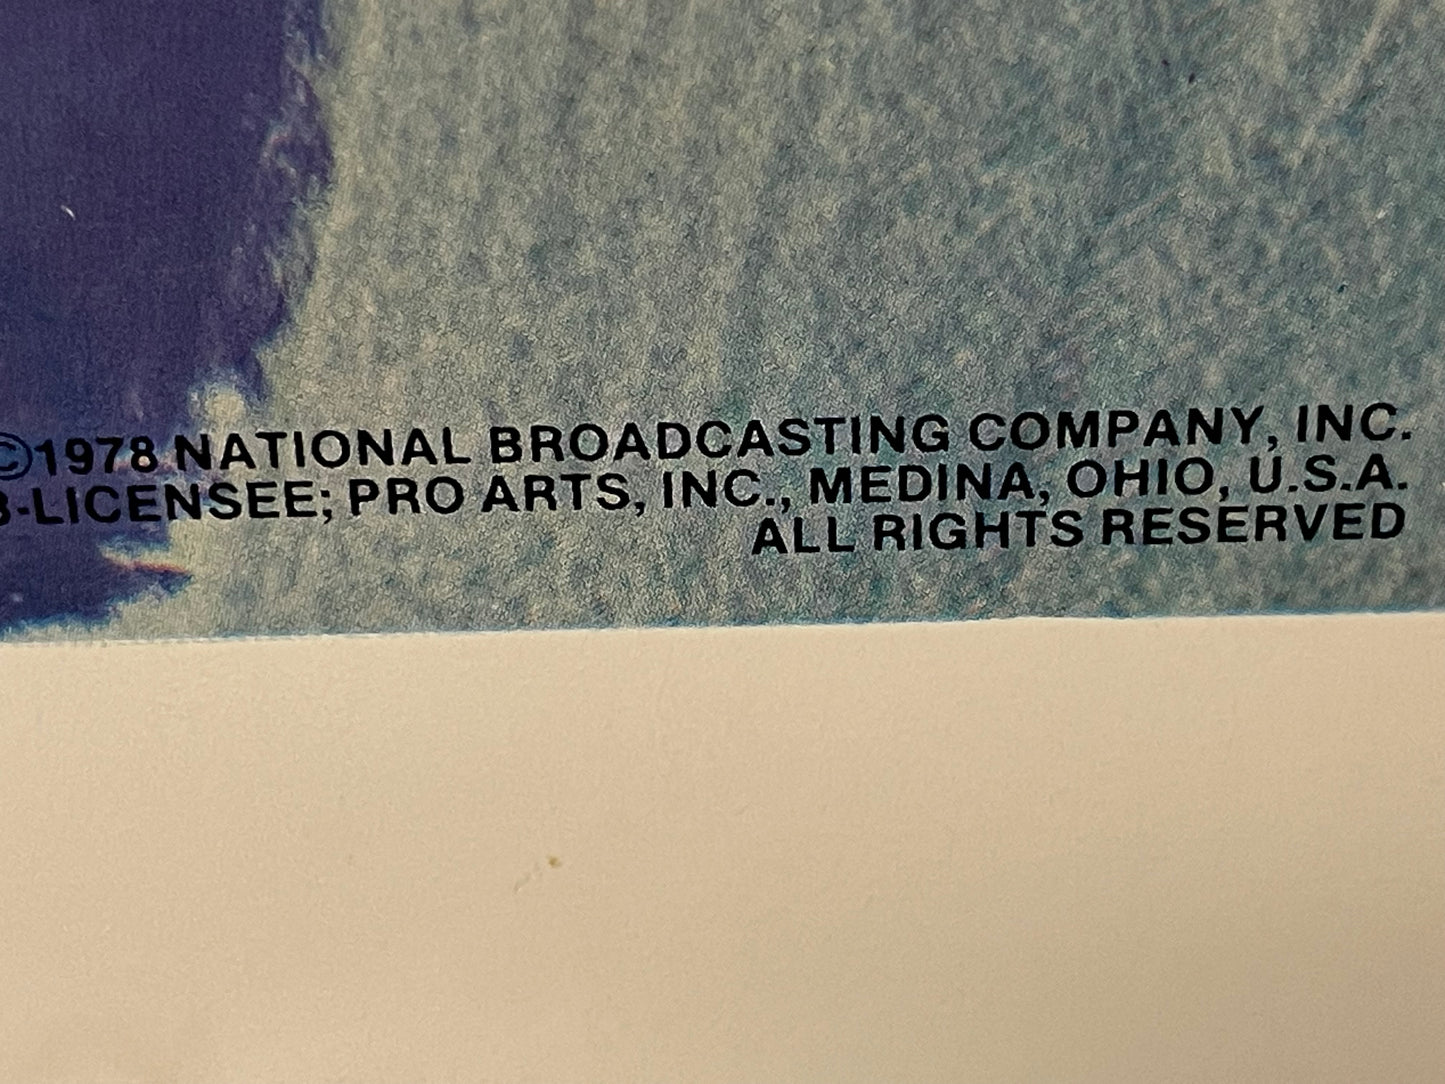 ©1978 NATIONAL BROADCASTING COMPANY, INC.
B-LICENSEE; PRO ARTS, INC., MEDINA, OHIO, U.S.A.
ALL RIGHTS RESERVED